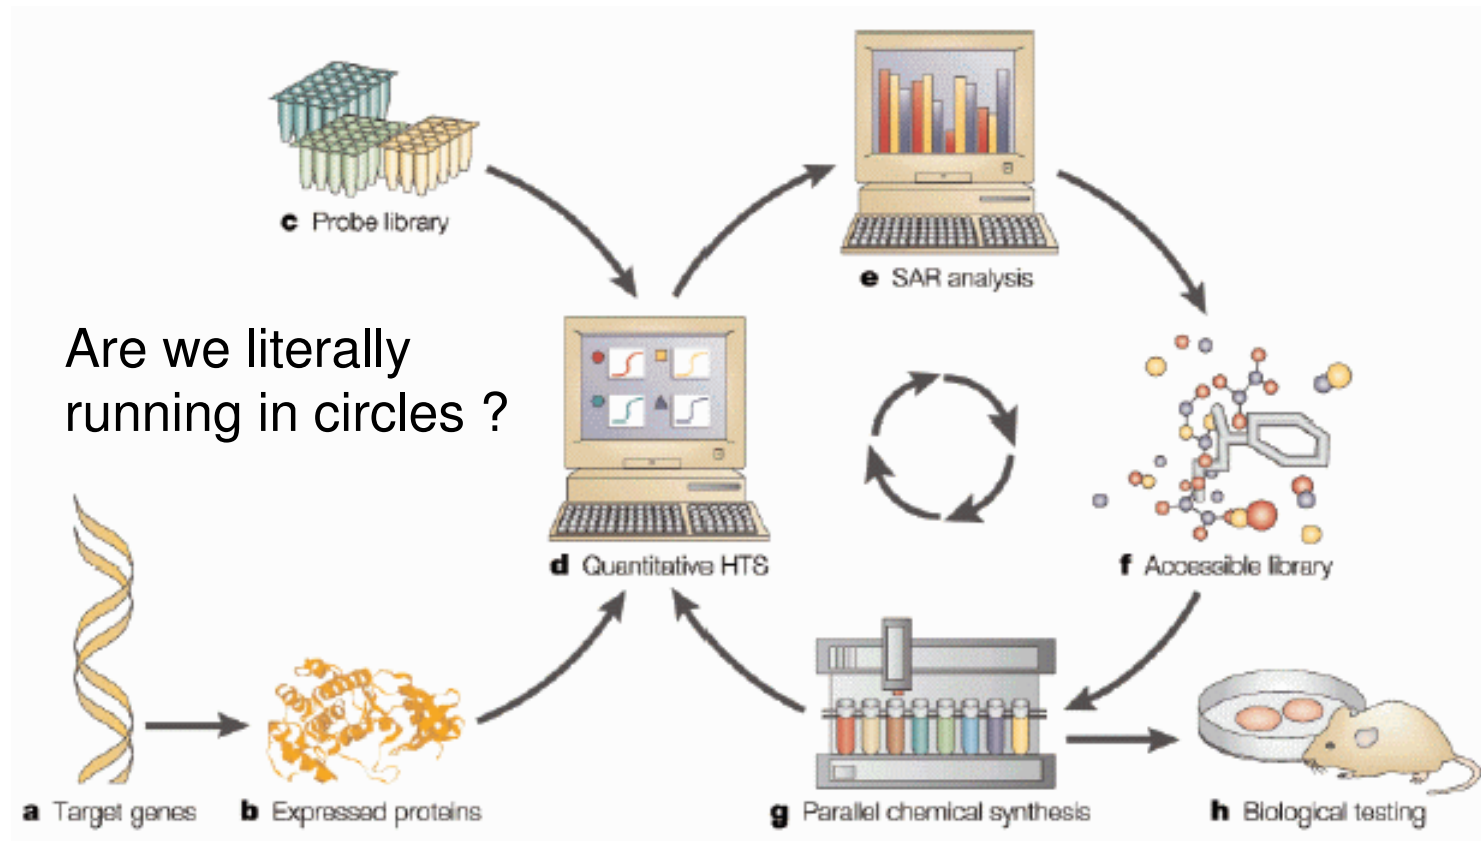 c Probe library
e SAR analysis
Are we literally
running in circles ?
d Quantitative HTS
f Accessible library
a Target genes
b Expressed proteins
g Parallel chemical synthesis
h Biological testing